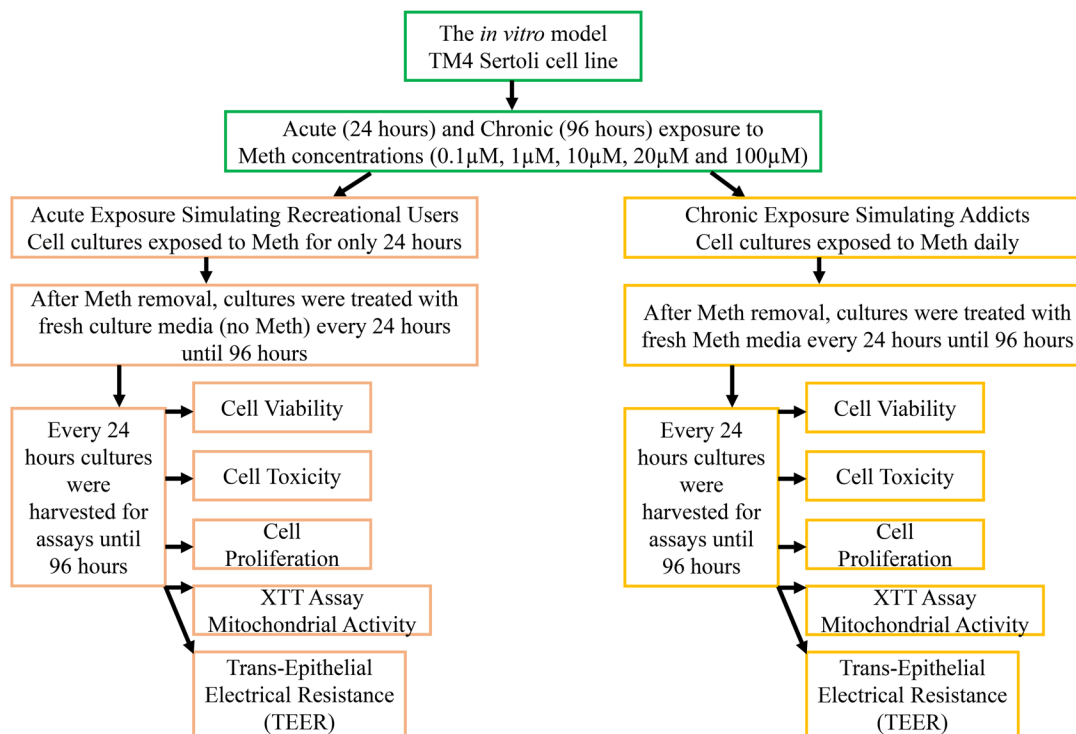 The in vitro model
TM4 Sertoli cell line
Acute (24 hours) and Chronic (96 hours) exposure to
Meth concentrations (0.1µM, 1µM, 10µM, 20µM and 100µM)
Acute Exposure Simulating Recreational Users
Cell cultures exposed to Meth for only 24 hours
After Meth removal, cultures were treated with
fresh culture media (no Meth) every 24 hours
until 96 hours
Every 24
hours cultures
were
harvested for
assays until
96 hours
Cell Viability
Cell Toxicity
Cell
Proliferation
XTT Assay
Mitochondrial Activity
Trans-Epithelial
Electrical Resistance
(TEER)
Chronic Exposure Simulating Addicts
Cell cultures exposed to Meth daily
After Meth removal, cultures were treated with
fresh Meth media every 24 hours until 96 hours
Every 24
hours cultures
were
harvested for
assays until
96 hours
Cell Viability
Cell Toxicity
Cell
Proliferation
XTT Assay
Mitochondrial Activity
Trans-Epithelial
Electrical Resistance
(TEER)